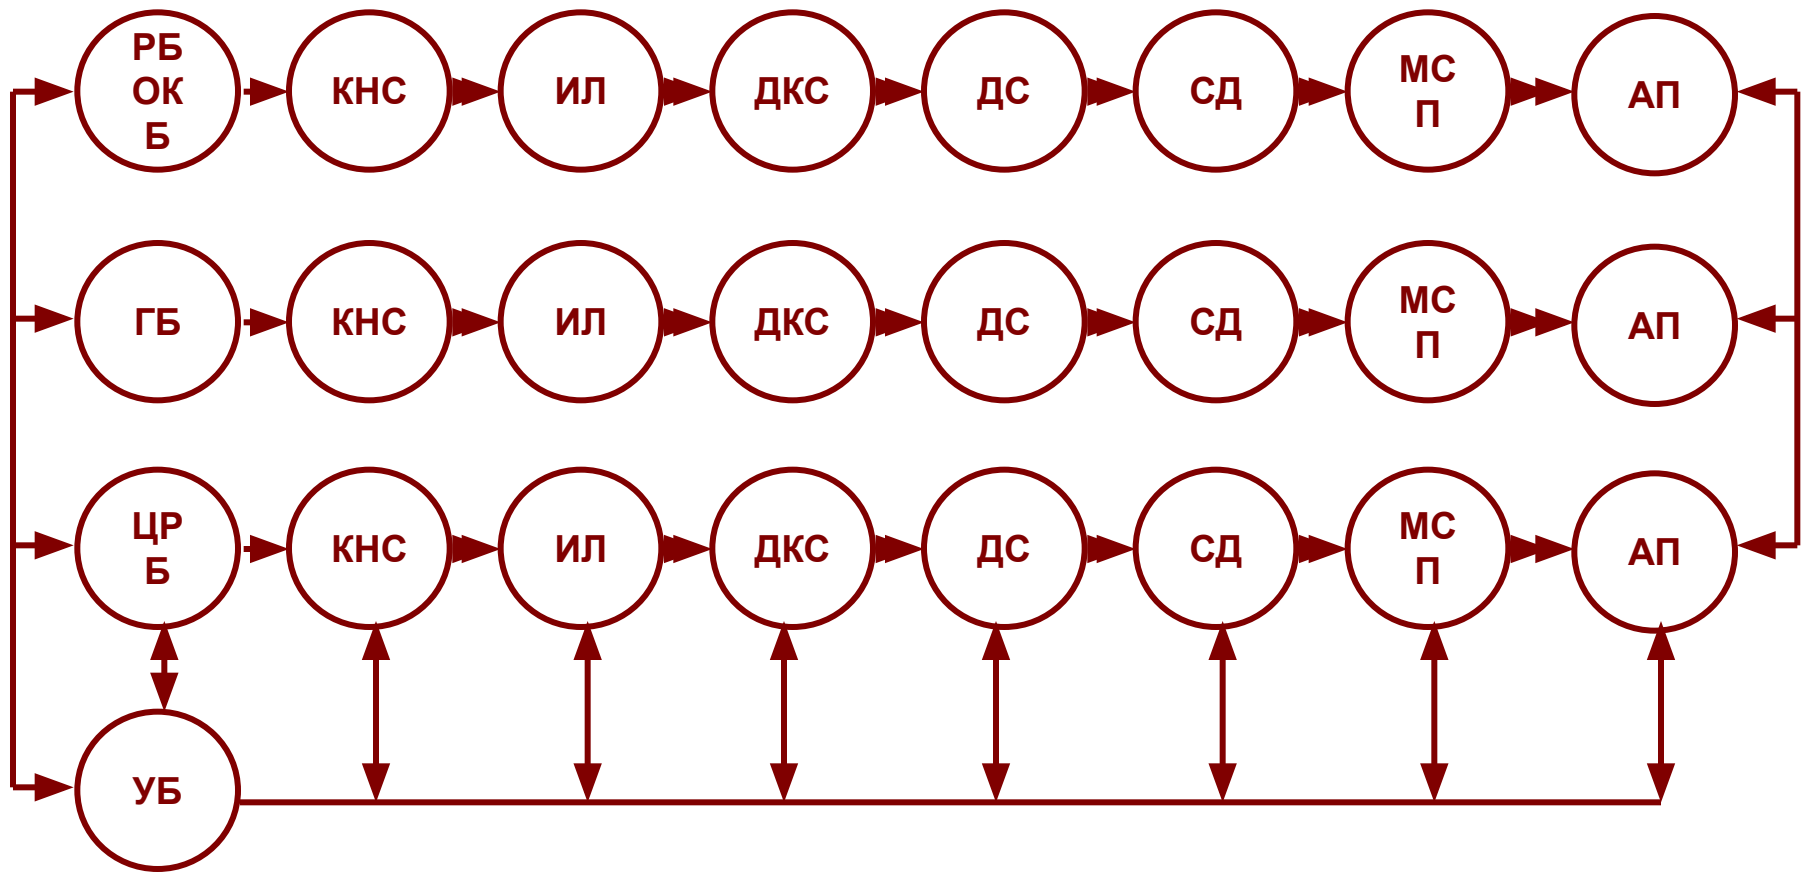 РБ
ОК
Б
КНС
ИЛ
ДКС
ДС
СД
МС
П
АП
ГБ
КНС
ИЛ
ДКС
ДС
СД
МС
П
АП
ЦР
Б
КНС
ИЛ
ДКС
ДС
СД
МС
П
АП
УБ